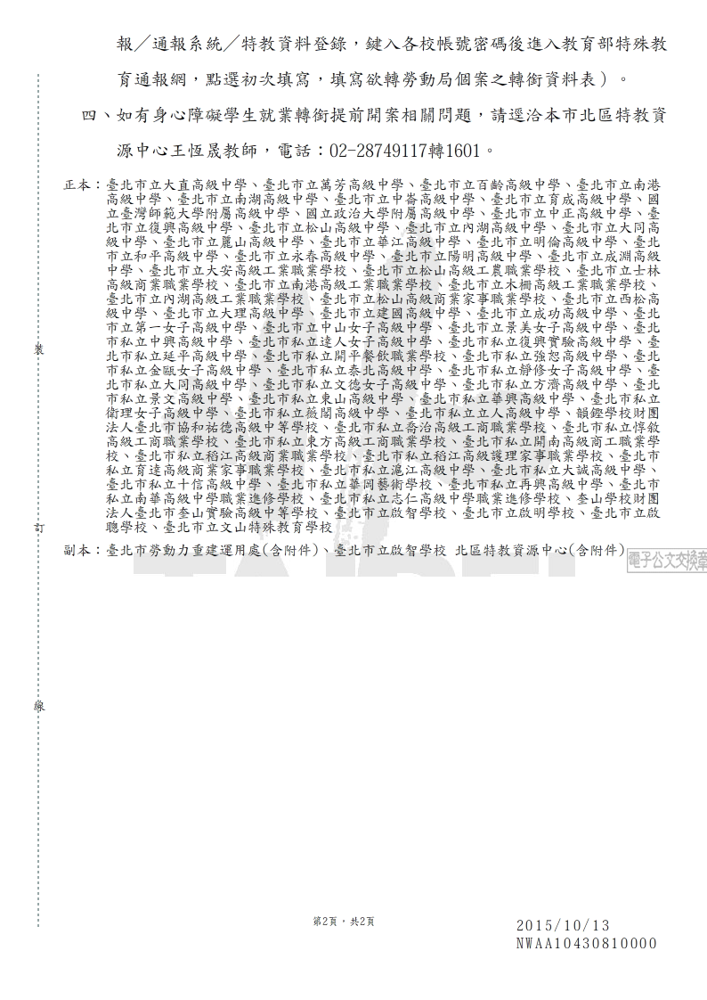 報／通報系統／特教資料登錄，鍵入各校帳號密碼後進入教育部特殊教
育通報網，點選初次填寫，填寫欲轉勞動局個案之轉銜資料表）。
四、如有身心障礙學生就業轉銜提前開案相關問題，請逕洽本市北區特教資
源中心王恆晟教師，電話：02-28749117轉1601。
正本：臺北市立大直高級中學、臺北市立萬芳高級中學、臺北市立百齡高級中學、臺北市立南港
高級中學、臺北市立南湖高級中學、臺北市立中崙高級中學、臺北市立育成高級中學、國
立臺灣師範大學附屬高級中學、國立政治大學附屬高級中學、臺北市立中正高級中學、臺
北市立復興高級中學、臺北市立松山高級中學、臺北市立內湖高級中學、臺北市立大同高
級中學、臺北市立麗山高級中學、臺北市立華江高級中學、臺北市立明倫高級中學、臺北
市立和平高級中學、臺北市立永春高級中學、臺北市立陽明高級中學、臺北市立成淵高級
中學、臺北市立大安高級工業職業學校、臺北市立松山高級工農職業學校、臺北市立士林
高級商業職業學校、臺北市立南港高級工業職業學校、臺北市立木柵高級工業職業學校、
臺北市立內湖高級工業職業學校、臺北市立松山高級商業家事職業學校、臺北市立西松高
級中學、臺北市立大理高級中學、臺北市立建國高級中學、臺北市立成功高級中學、臺北
市立第一女子高級中學、臺北市立中山女子高級中學、臺北市立景美女子高級中學、臺北
市私立中興高級中學、臺北市私立達人女子高級中學、臺北市私立復興實驗高級中學、臺
北市私立延平高級中學、臺北市私立開平餐飲職業學校、臺北市私立強恕高級中學、臺北
市私立金甌女子高級中學、臺北市私立泰北高級中學、臺北市私立靜修女子高級中學、臺
北市私立大同高級中學、臺北市私立文德女子高級中學、臺北市私立方濟高級中學、臺北
市私立景文高級中學、臺北市私立東山高級中學、臺北市私立華興高級中學、臺北市私立
衛理女子高級中學、臺北市私立薇閣高級中學、臺北市私立立人高級中學、韻鏗學校財團
法人臺北市協和祐德高級中等學校、臺北市私立喬治高級工商職業學校、臺北市私立惇敘
高級工商職業學校、臺北市私立東方高級工商職業學校、臺北市私立開南高級商工職業學
校、臺北市私立稻江高級商業職業學校、臺北市私立稻江高級護理家事職業學校、臺北市
私立育達高級商業家事職業學校、臺北市私立滬江高級中學、臺北市私立大誠高級中學、
臺北市私立十信高級中學、臺北市私立華岡藝術學校、臺北市私立再興高級中學、臺北市
私立南華高級中學職業進修學校、臺北市私立志仁高級中學職業進修學校、奎山學校財團
法人臺北市奎山實驗高級中等學校、臺北市立啟智學校、臺北市立啟明學校、臺北市立啟
聰學校、臺北市立文山特殊教育學校
副本：臺北市勞動力重建運用處(含附件)、臺北市立啟智學校 北區特教資源中心(含附件)
電子公文交換章
裝
訂
線
第2頁，共2頁
2015/10/13
NWAA10430810000